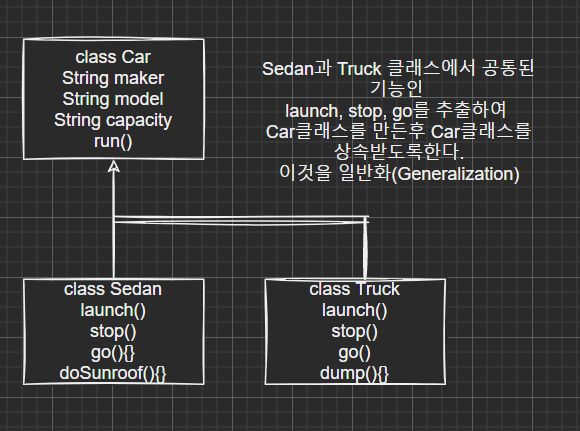 class Car
String maker
String model
String capacity
run()
Sedan과 Truck 클래스에서 공통된
기능인
launch, stop, go를 추출하여
Car클래스를 만든후 Car클래스를
상속받도록한다.
이것을 일반화(Generalization)
class Sedan
launch()
stop()
go(){}
doSunroof(){}
class Truck
launch()
stop()
go()
dump(){}